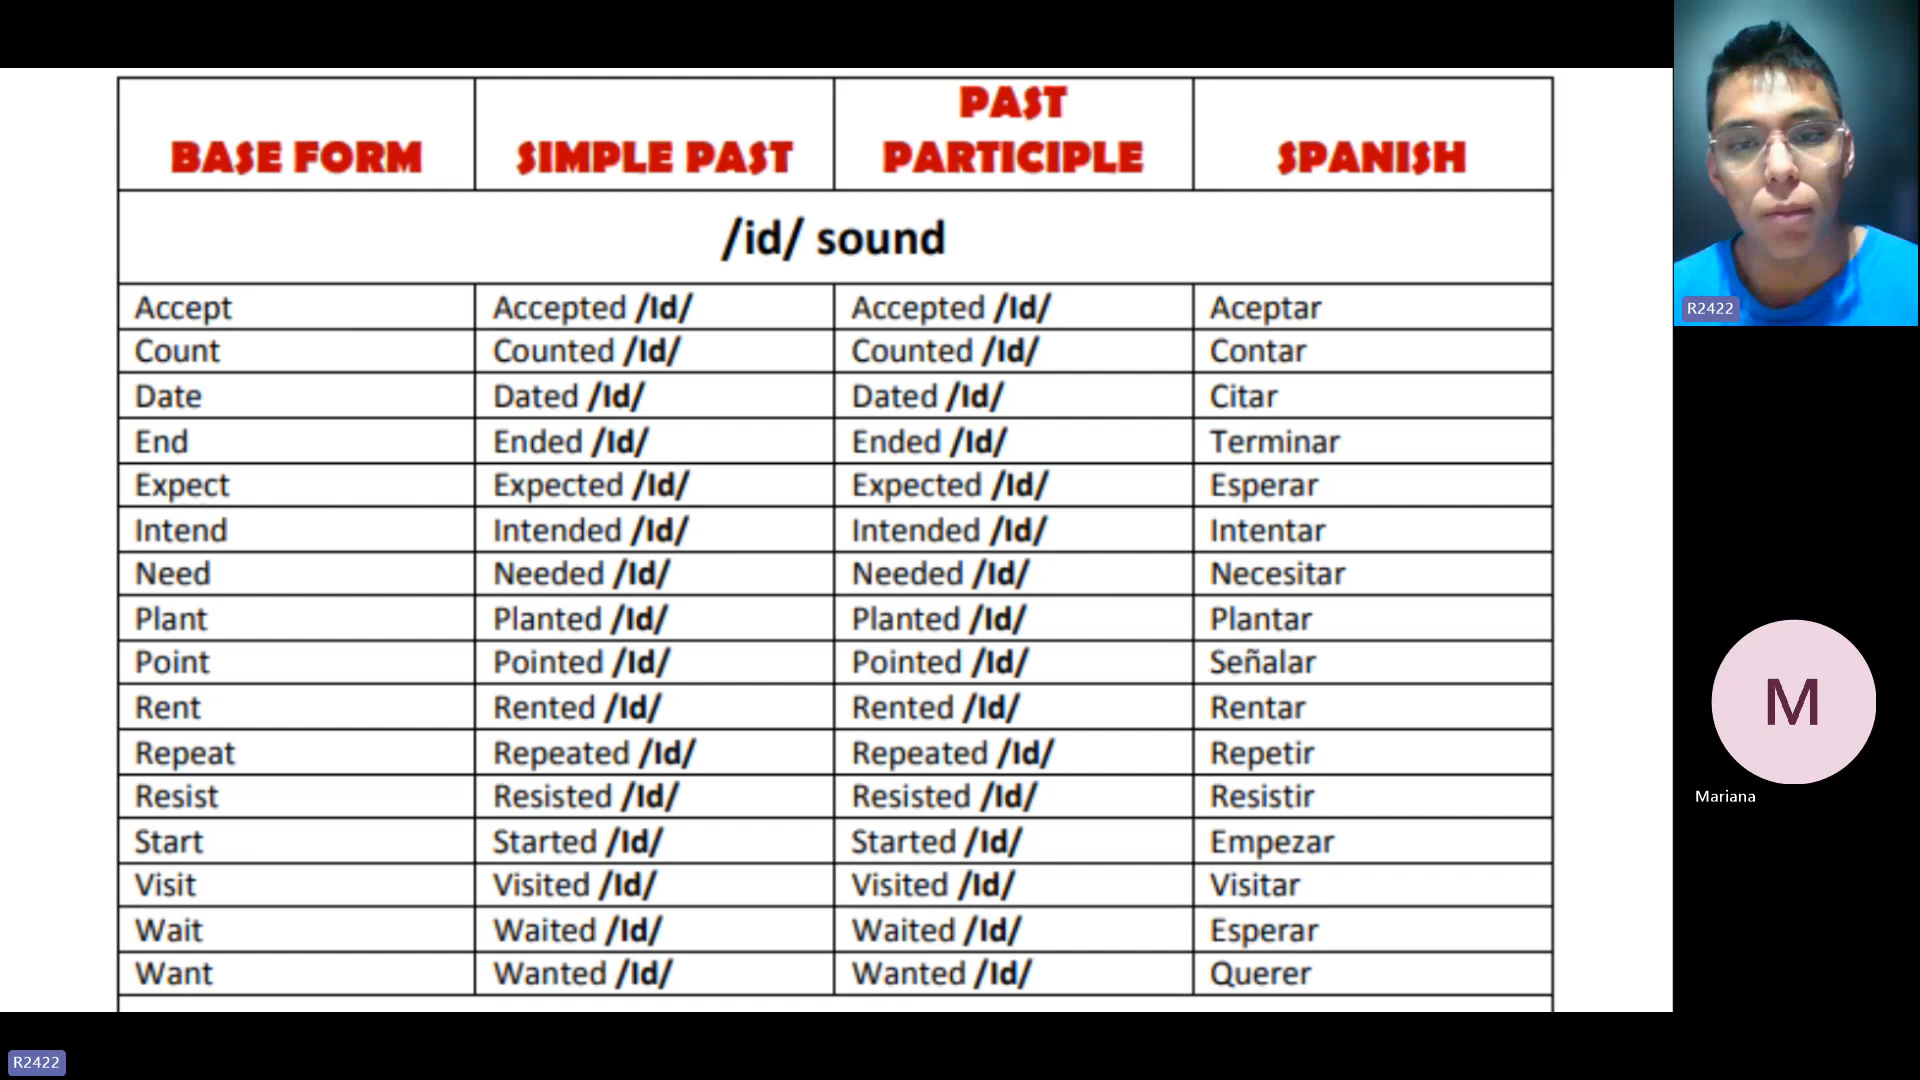 BASE FORM SIMPLE PAST PAST PARTICIPLE SPANISH
/id/ sound
Accept Accepted /Id/ Accepted /Id/ Aceptar
Count Counted /Id/ Counted /Id/ Contar
Date Dated /Id/ Dated /Id/ Citar
End Ended /Id/ Ended /Id/ Terminar
Expect Expected /Id/ Expected /Id/ Esperar
Intend Intended /Id/ Intended /Id/ Intentar
Need Needed /Id/ Needed /Id/ Necesitar
Plant Planted /Id/ Planted /Id/ Plantar
Point Pointed /Id/ Pointed /Id/ Señalar
Rent Rented /Id/ Rented /Id/ Rentar
Repeat Repeated /Id/ Repeated /Id/ Repetir
Resist Resisted /Id/ Resisted /Id/ Resistir
Start Started /Id/ Started /Id/ Empezar
Visit Visited /Id/ Visited /Id/ Visitar
Wait Waited /Id/ Waited /Id/ Esperar
Want Wanted /Id/ Wanted /Id/ Querer
R2422
M
Mariana
R2422